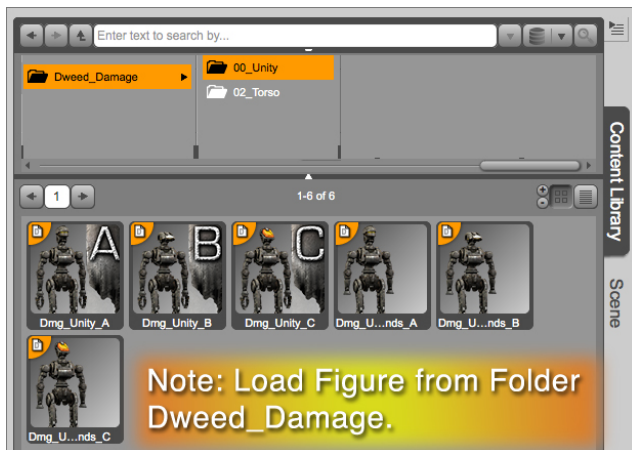 Enter text to search by...
Dweed_Damage
00_Unity
02_Torso
1
1-6 of 6
Content Library
Scene
A
B
C
Dmg_Unity_A
Dmg_Unity_B
Dmg_Unity_C
Dmg_U...nds_A
Dmg_U...nds_B
Dmg_U...nds_C
Note: Load Figure from Folder
Dweed_Damage.